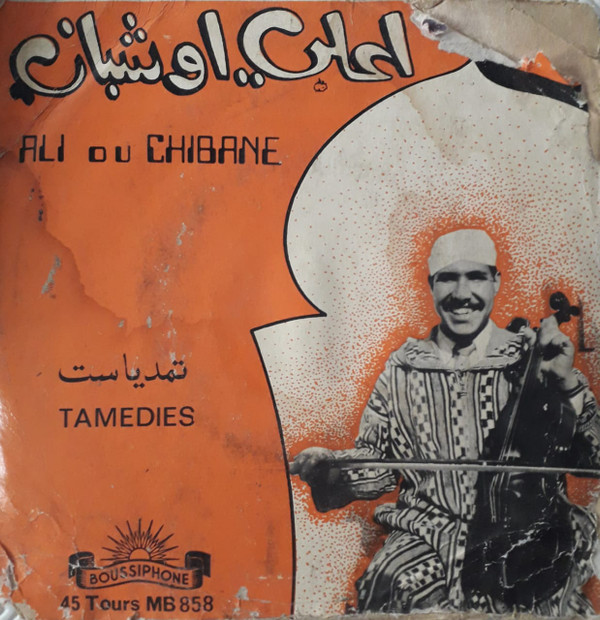 اعلي اوشبان
ALI OU CHIBANE
تمدياست
TAMEDIES
BOUSSIPHONE
45 Tours MB 858